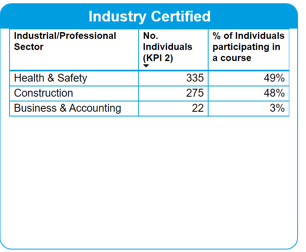 Industry Certified
Industrial/Professional Sector No. Individuals (KPI 2) % of Individuals participating in a course
Health & Safety 335 49%
Construction 275 48%
Business & Accounting 22 3%